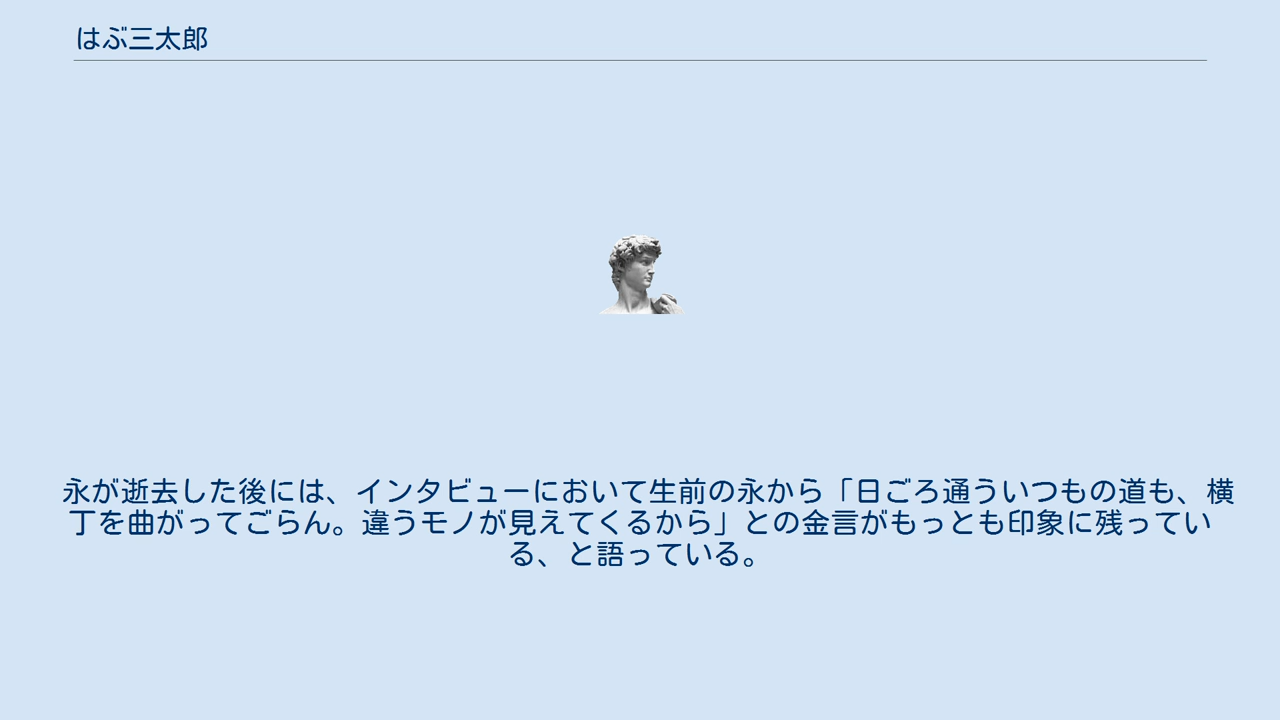 はぶ三太郎
永が逝去した後には、インタビューにおいて生前の永から「日ごろ通ういつもの道も、横
丁を曲がってごらん。違うモノが見えてくるから」との金言がもっとも印象に残ってい
る、と語っている。